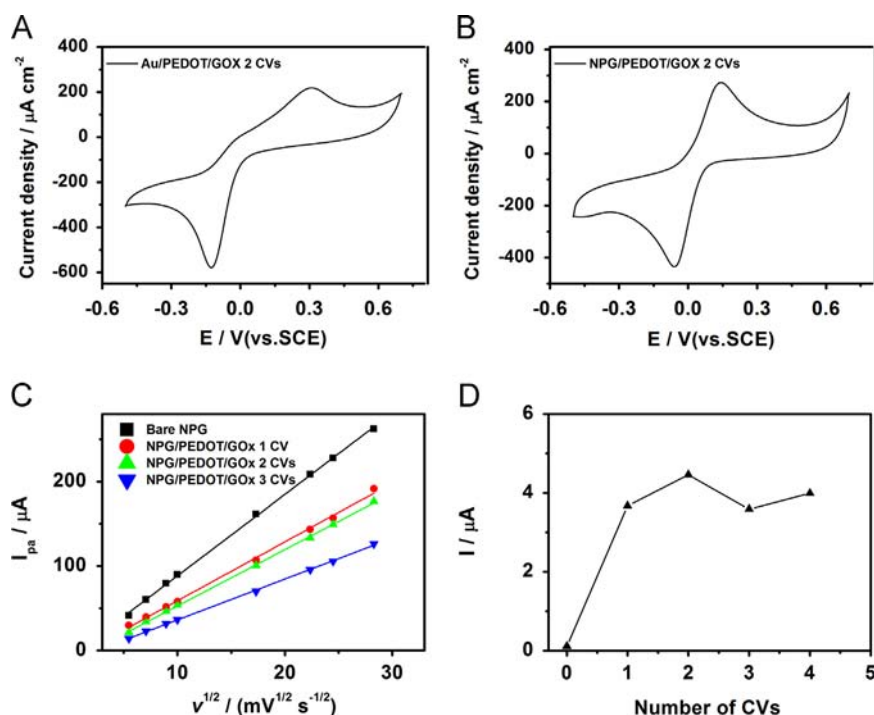 A
Au/PEDOT/GOX 2 CVs
Current density / μA cm-2
400
200
0
-200
-400
-600
-0.6 -0.3 0.0 0.3 0.6
E / V(vs.SCE)
B
NPG/PEDOT/GOX 2 CVs
Current density / μA cm-2
400
200
0
-200
-400
-0.6 -0.3 0.0 0.3 0.6
E / V(vs.SCE)
C
Bare NPG
NPG/PEDOT/GOx 1 CV
NPG/PEDOT/GOx 2 CVs
NPG/PEDOT/GOx 3 CVs
Ipa / μA
200
100
0
10 20 30
v1/2 / (mV1/2 s-1/2)
D
I / μA
6
4
2
0
0 1 2 3 4 5
Number of CVs